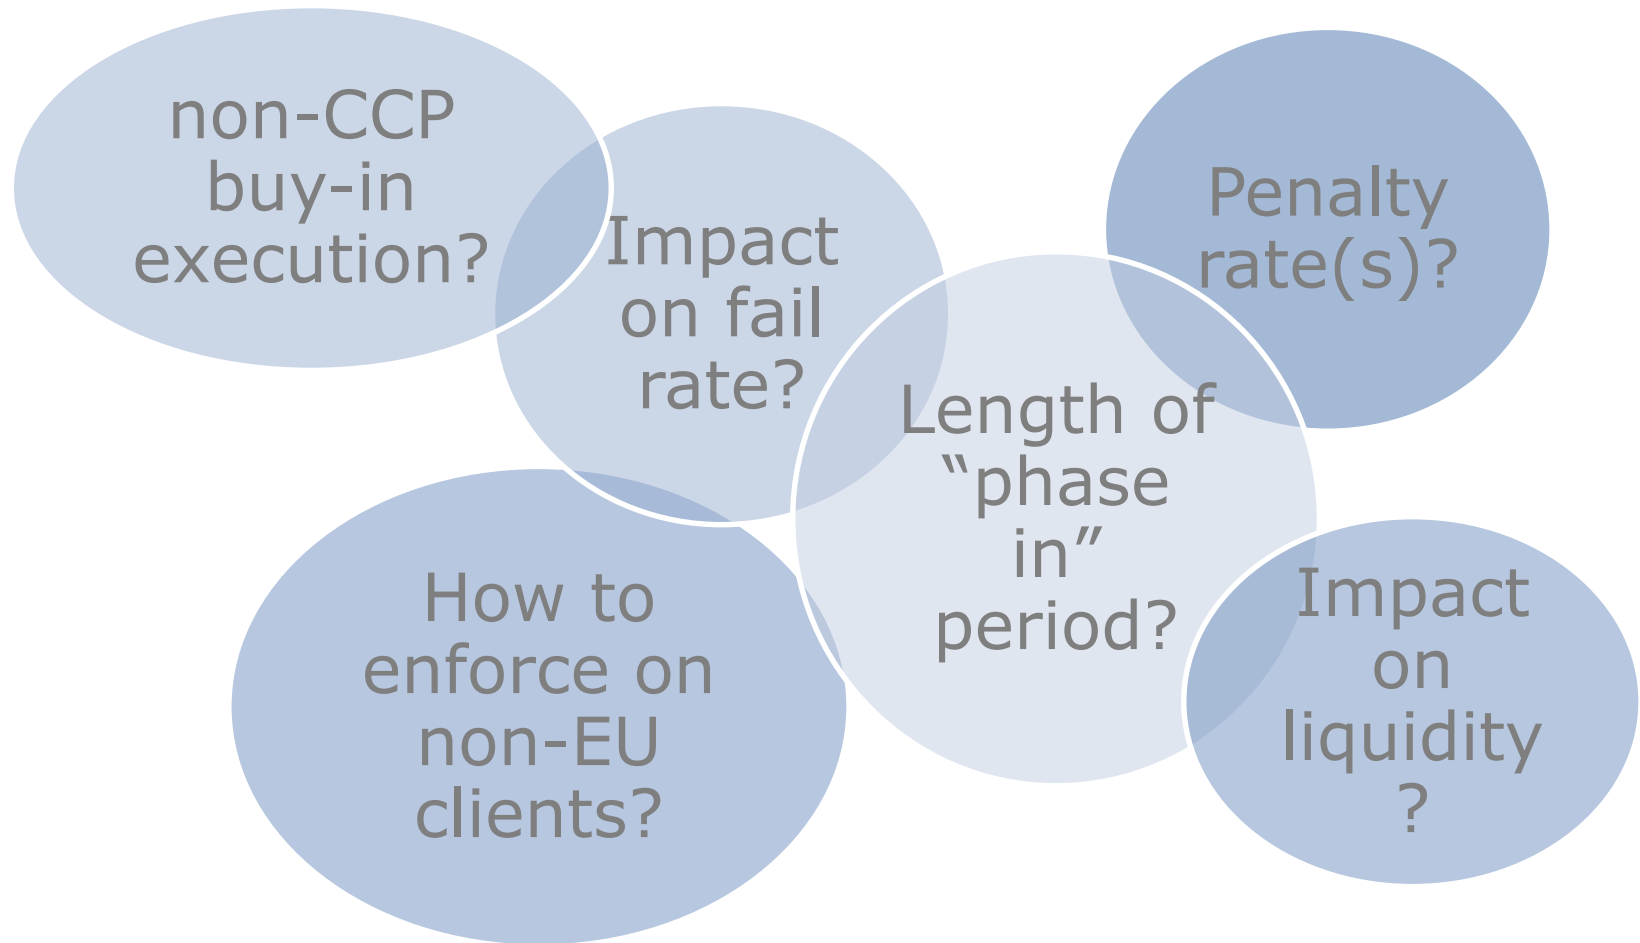 non-CCP
buy-in
execution?
Impact
on fail
rate?
Penalty
rate(s)?
Length of
“phase
in”
period?
How to
enforce on
non-EU
clients?
Impact
on
liquidity
?